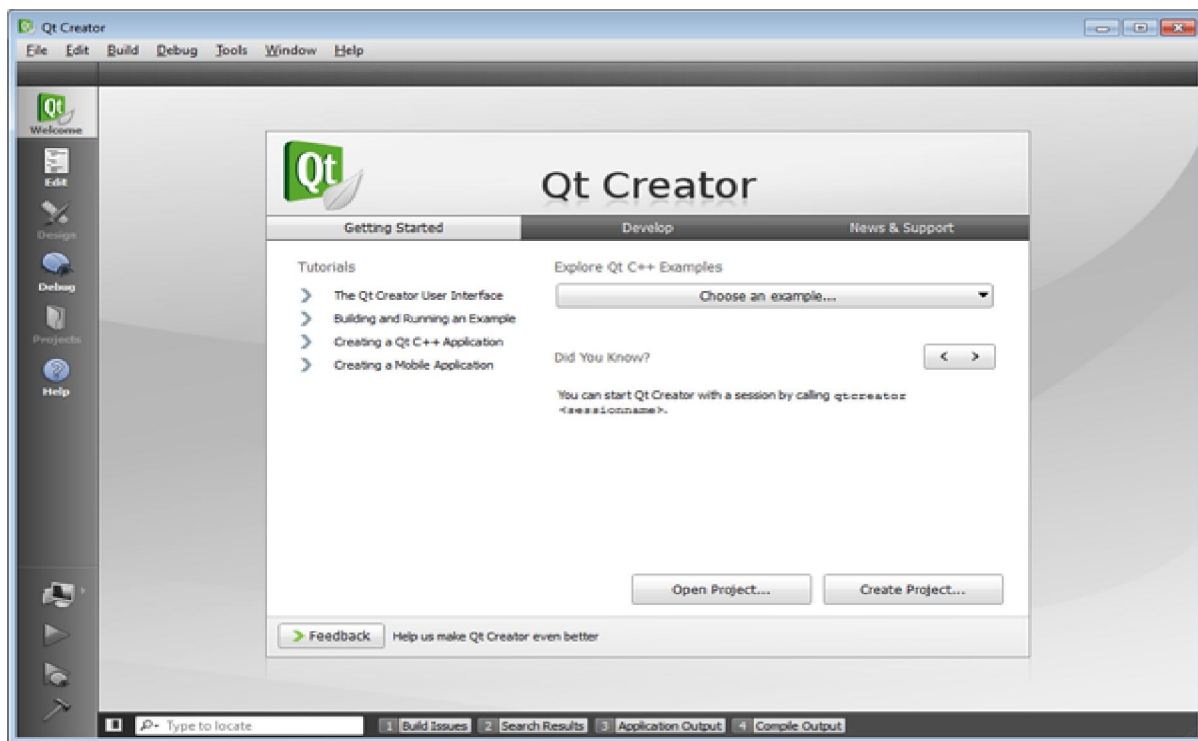 Qt Creator
File Edit Build Debug Tools Window Help
Qt
Welcome
Edit
Design
Debug
Projects
Help
Qt
Qt Creator
Getting Started Develop News & Support
Tutorials
The Qt Creator User Interface
Building and Running an Example
Creating a Qt C++ Application
Creating a Mobile Application
Explore Qt C++ Examples
Choose an example...
Did You Know?
You can start Qt Creator with a session by calling qtcreator
<sessionname>.
Open Project... Create Project...
Feedback Help us make Qt Creator even better
Type to locate 1 Build Issues 2 Search Results 3 Application Output 4 Compile Output